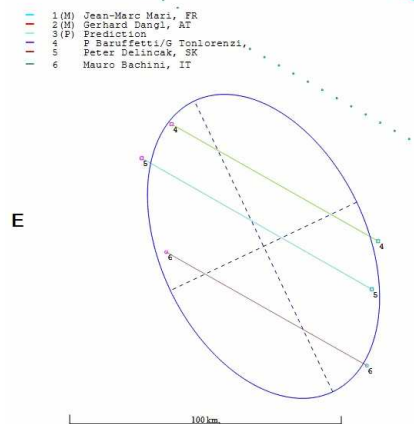 1(M) Jean-Marc Mari, FR
2(M) Gerhard Dangl, AT
3(P) Prediction
4 P Baruffetti/G Tonlorenzi,
5 Peter Delincak, SK
6 Mauro Bachini, IT
4
5
E
6
4
5
6
100 km.